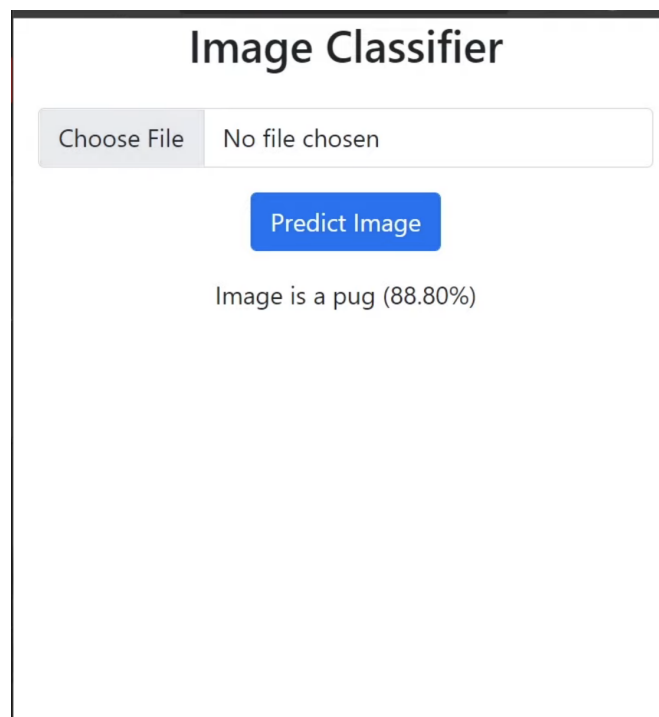 Image Classifier
Choose File No file chosen
Predict Image
Image is a pug (88.80%)